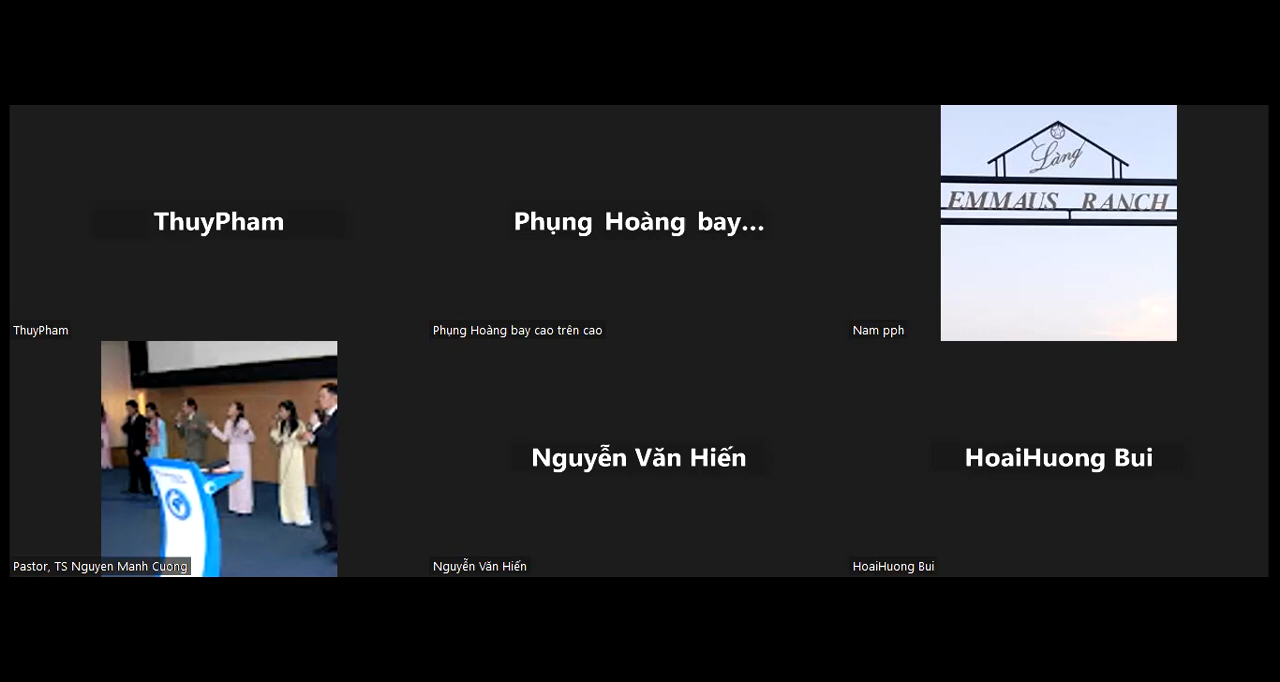 ThuyPham
Phụng Hoàng bay...
Làng
EMMAUS RANCH
ThuyPham
Phụng Hoàng bay cao trên cao
Nam pph
Nguyễn Văn Hiến
HoaiHuong Bui
Pastor, TS Nguyen Manh Cuong
Nguyễn Văn Hiến
HoaiHuong Bui